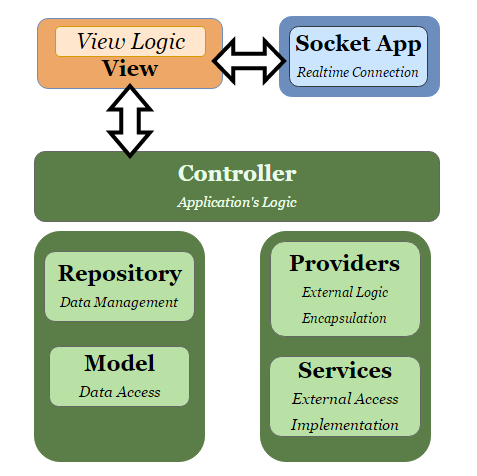 View Logic
View
Socket App
Realtime Connection
Controller
Application's Logic
Repository
Data Management
Model
Data Access
Providers
External Logic
Encapsulation
Services
External Access
Implementation